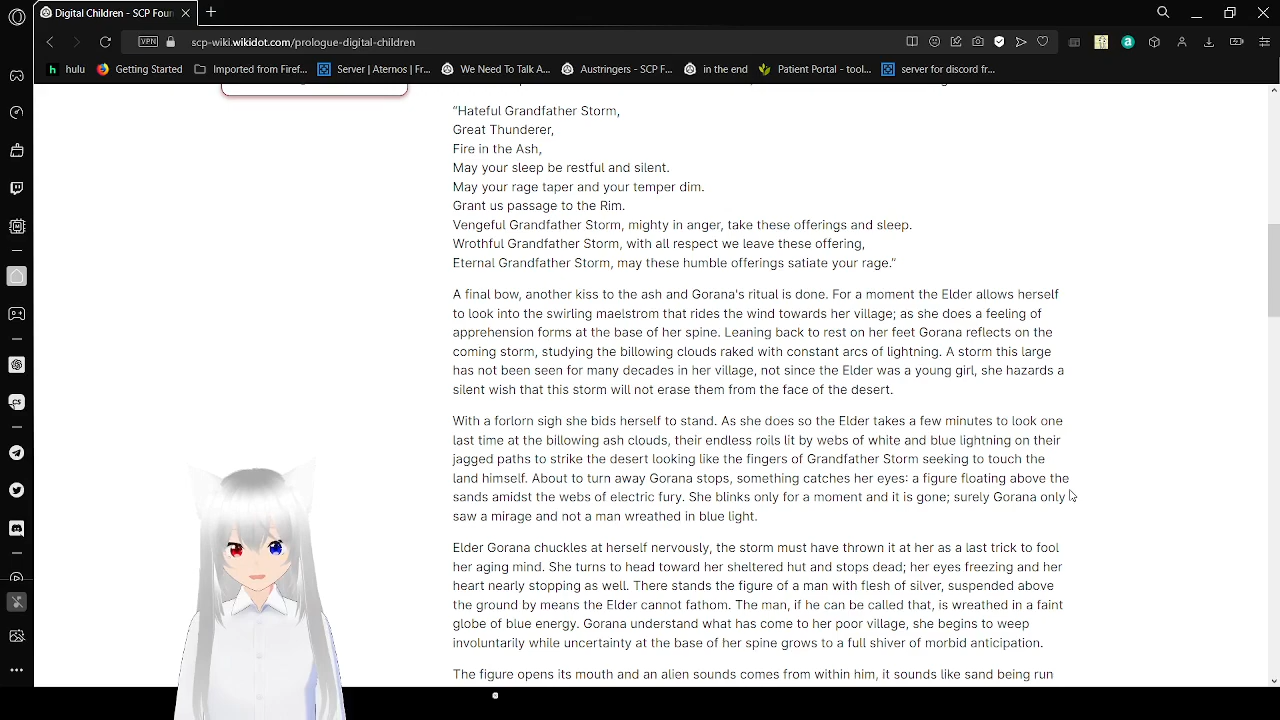 Digital Children - SCP Foun
VPN
scp-wiki.wikidot.com/prologue-digital-children
hulu
Getting Started
Imported from Firef...
Server | Aternos | Fr...
We Need To Talk A...
Austringers - SCP F...
in the end
Patient Portal - tool...
server for discord fr...
“Hateful Grandfather Storm,
Great Thunderer,
Fire in the Ash,
May your sleep be restful and silent.
May your rage taper and your temper dim.
Grant us passage to the Rim.
Vengeful Grandfather Storm, mighty in anger, take these offerings and sleep.
Wrothful Grandfather Storm, with all respect we leave these offering,
Eternal Grandfather Storm, may these humble offerings satiate your rage.”
A final bow, another kiss to the ash and Gorana's ritual is done. For a moment the Elder allows herself
to look into the swirling maelstrom that rides the wind towards her village; as she does a feeling of
apprehension forms at the base of her spine. Leaning back to rest on her feet Gorana reflects on the
coming storm, studying the billowing clouds raked with constant arcs of lightning. A storm this large
has not been seen for many decades in her village, not since the Elder was a young girl, she hazards a
silent wish that this storm will not erase them from the face of the desert.
With a forlorn sigh she bids herself to stand. As she does so the Elder takes a few minutes to look one
last time at the billowing ash clouds, their endless roils lit by webs of white and blue lightning on their
jagged paths to strike the desert looking like the fingers of Grandfather Storm seeking to touch the
land himself. About to turn away Gorana stops, something catches her eyes: a figure floating above the
sands amidst the webs of electric fury. She blinks only for a moment and it is gone; surely Gorana only
saw a mirage and not a man wreathed in blue light.
Elder Gorana chuckles at herself nervously, the storm must have thrown it at her as a last trick to fool
her aging mind. She turns to head toward her sheltered hut and stops dead; her eyes freezing and her
heart nearly stopping as well. There stands the figure of a man with flesh of silver, suspended above
the ground by means the Elder cannot fathom. The man, if he can be called that, is wreathed in a faint
globe of blue energy. Gorana understand what has come to her poor village, she begins to weep
involuntarily while uncertainty at the base of her spine grows to a full shiver of morbid anticipation.
The figure opens its mouth and an alien sounds comes from within him, it sounds like sand being run